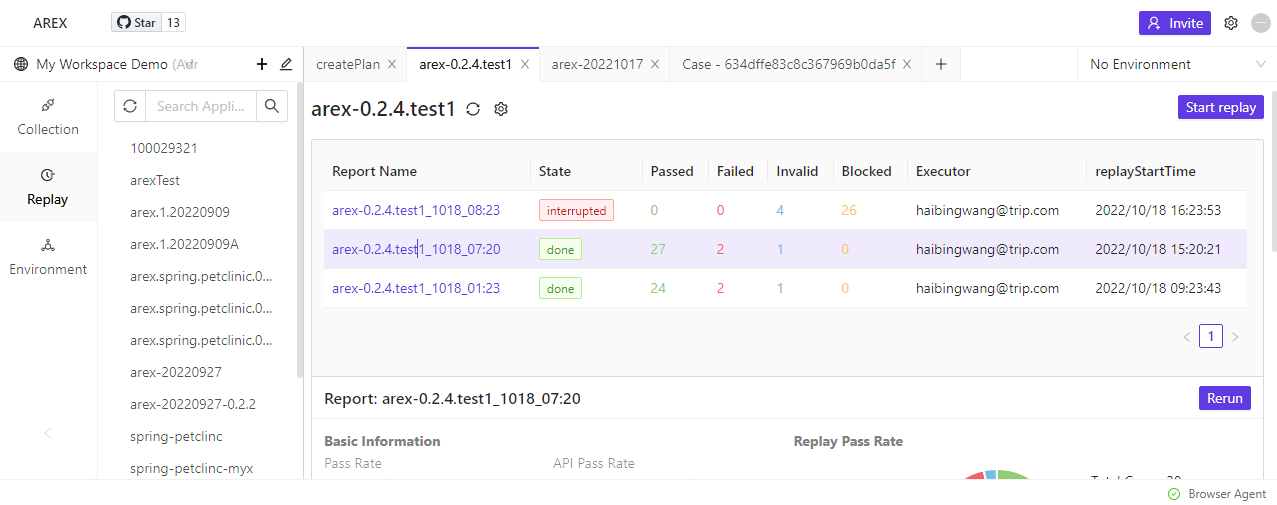 AREX Star 13 Invite
My Workspace Demo
createPlan arex-0.2.4.test1 arex-20221017 Case - 634dffe83c8c367969b0da5f No Environment
Collection
Replay
Environment
Search Appli...
100029321
arexTest
arex.1.20220909
arex.1.20220909A
arex.spring.petclinic.0...
arex.spring.petclinic.0...
arex.spring.petclinic.0...
arex-20220927
arex-20220927-0.2.2
spring-petclinc
spring-petclinc-myx
arex-0.2.4.test1 Start replay
Report Name State Passed Failed Invalid Blocked Executor replayStartTime
arex-0.2.4.test1_1018_08:23 interrupted 0 0 4 26 haibingwang@trip.com 2022/10/18 16:23:53
arex-0.2.4.test1_1018_07:20 done 27 2 1 0 haibingwang@trip.com 2022/10/18 15:20:21
arex-0.2.4.test1_1018_01:23 done 24 2 1 0 haibingwang@trip.com 2022/10/18 09:23:43
1
Report: arex-0.2.4.test1_1018_07:20 Rerun
Basic Information Replay Pass Rate
Pass Rate API Pass Rate
Browser Agent